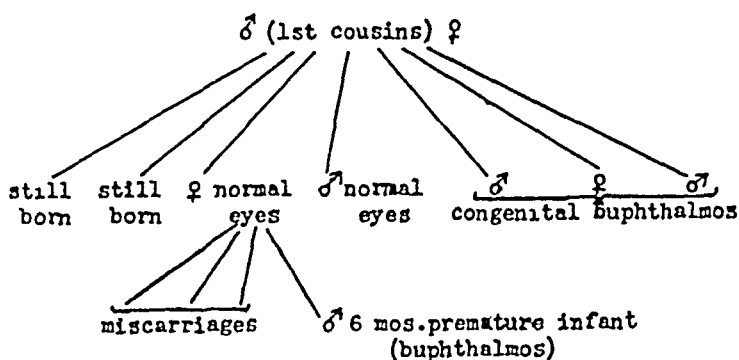 ♂ (1st cousins) ♀
still still ♀ normal ♂ normal ♂ ♀ ♂
born born eyes eyes congenital buphthalmos
miscarriages ♂ 6 mos.premature infant
(buphthalmos)